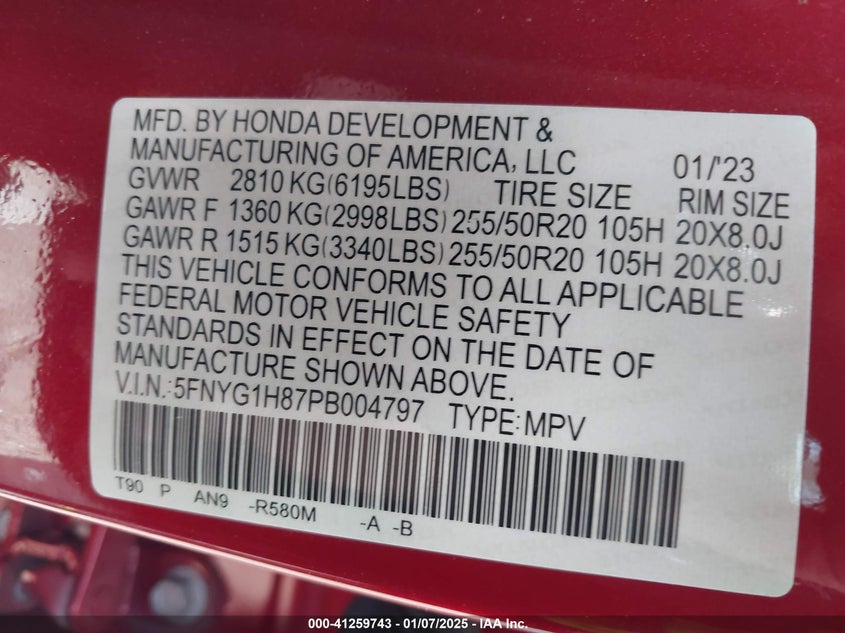 MFD. BY HONDA DEVELOPMENT &
MANUFACTURING OF AMERICA, LLC 01/'23
GVWR 2810 KG(6195LBS) TIRE SIZE RIM SIZE
GAWR F 1360 KG(2998LBS) 255/50R20 105H 20X8.0J
GAWR R 1515 KG(3340LBS) 255/50R20 105H 20X8.0J
THIS VEHICLE CONFORMS TO ALL APPLICABLE
FEDERAL MOTOR VEHICLE SAFETY
STANDARDS IN EFFECT ON THE DATE OF
MANUFACTURE SHOWN ABOVE.
V.I.N.:5FNYG1H87PB004797 TYPE:MPV
T90 P AN9 -R580M -A -B
000-41259743 - 01/07/2025 - IAA Inc.